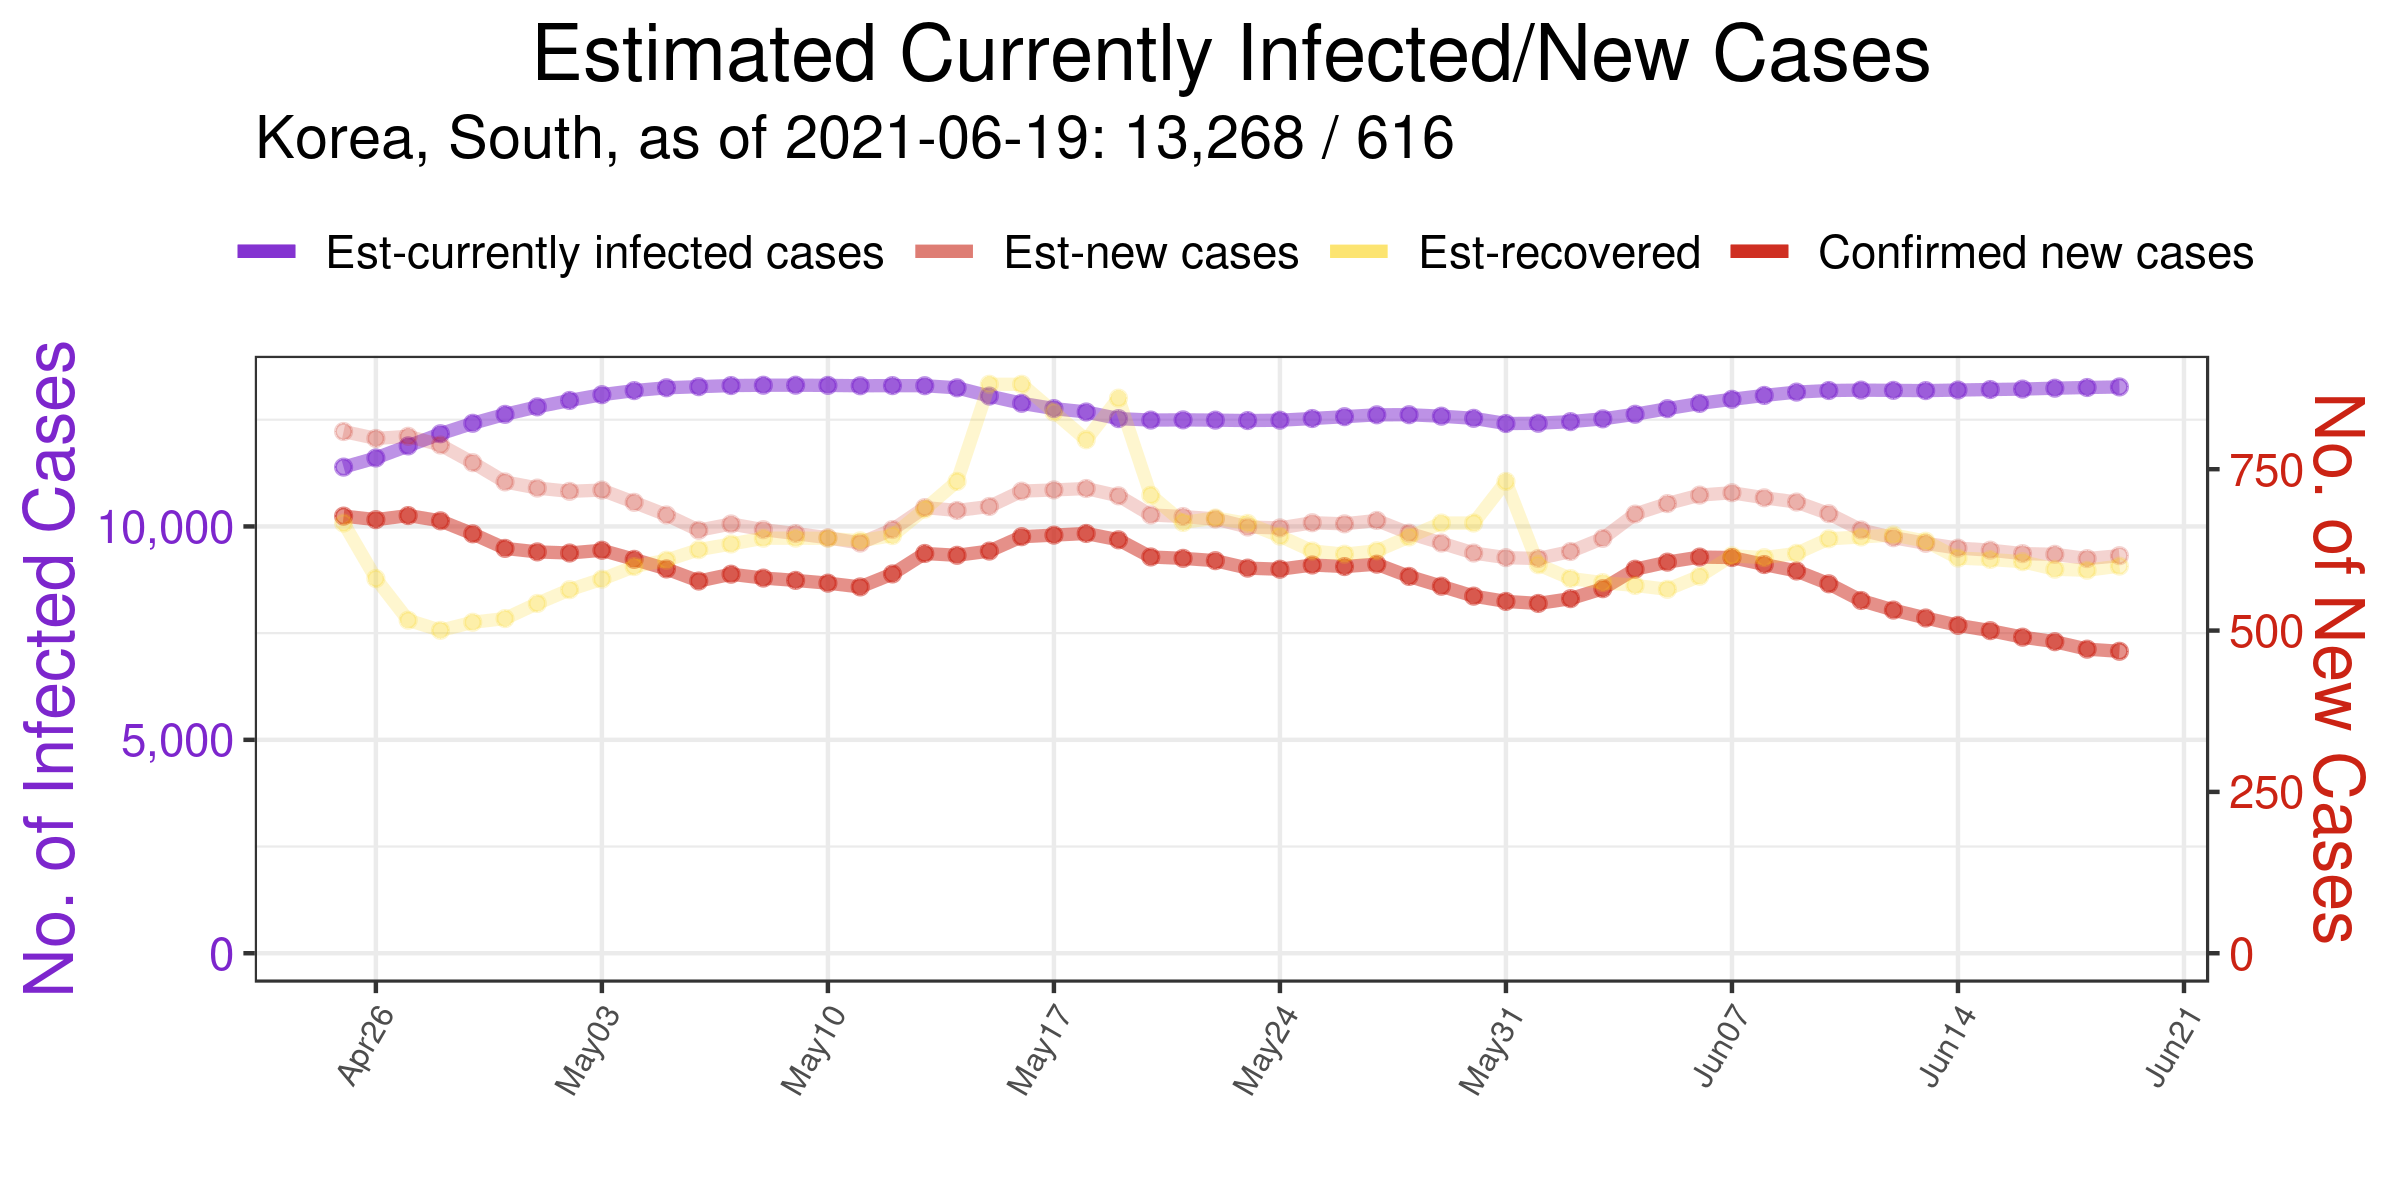 Estimated Currently Infected/New Cases
Korea, South, as of 2021-06-19: 13,268 / 616
Est-currently infected cases Est-new cases Est-recovered Confirmed new cases
No. of Infected Cases
10,000
5,000
0
750
500
250
0
No. of New Cases
Apr26 May03 May10 May17 May24 May31 Jun07 Jun14 Jun21